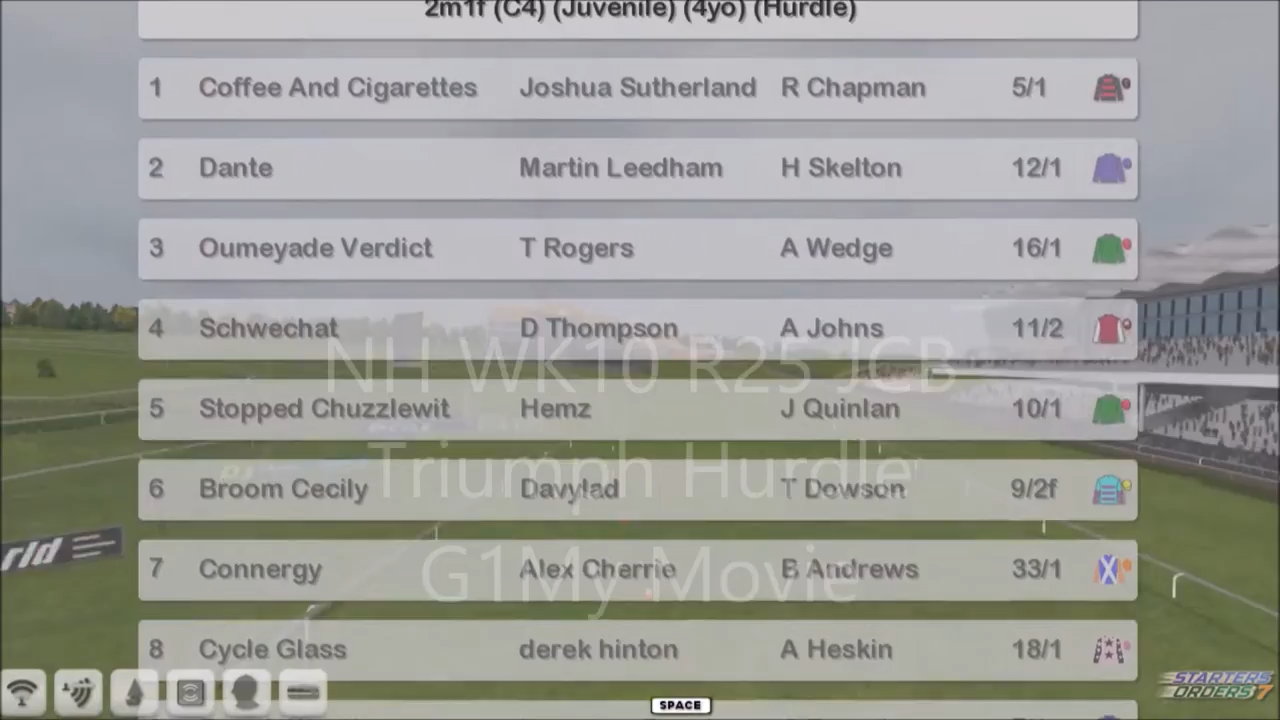 2m1f (C4) (Juvenile) (4yo) (Hurdle)
1 Coffee And Cigarettes Joshua Sutherland R Chapman 5/1
2 Dante Martin Leedham H Skelton 12/1
3 Oumeyade Verdict T Rogers A Wedge 16/1
4 Schwechat D Thompson A Johns 11/2
NH WK10 R25 JCB
5 Stopped Chuzzlewit Hemz J Quinlan 10/1
Triumph Hurdle
6 Broom Cecily Davylad T Dowson 9/2f
rld
7 Connergy Alex Cherrie B Andrews 33/1
G1My Movie
8 Cycle Glass derek hinton A Heskin 18/1
STARTERS
ORDERS 7
SPACE